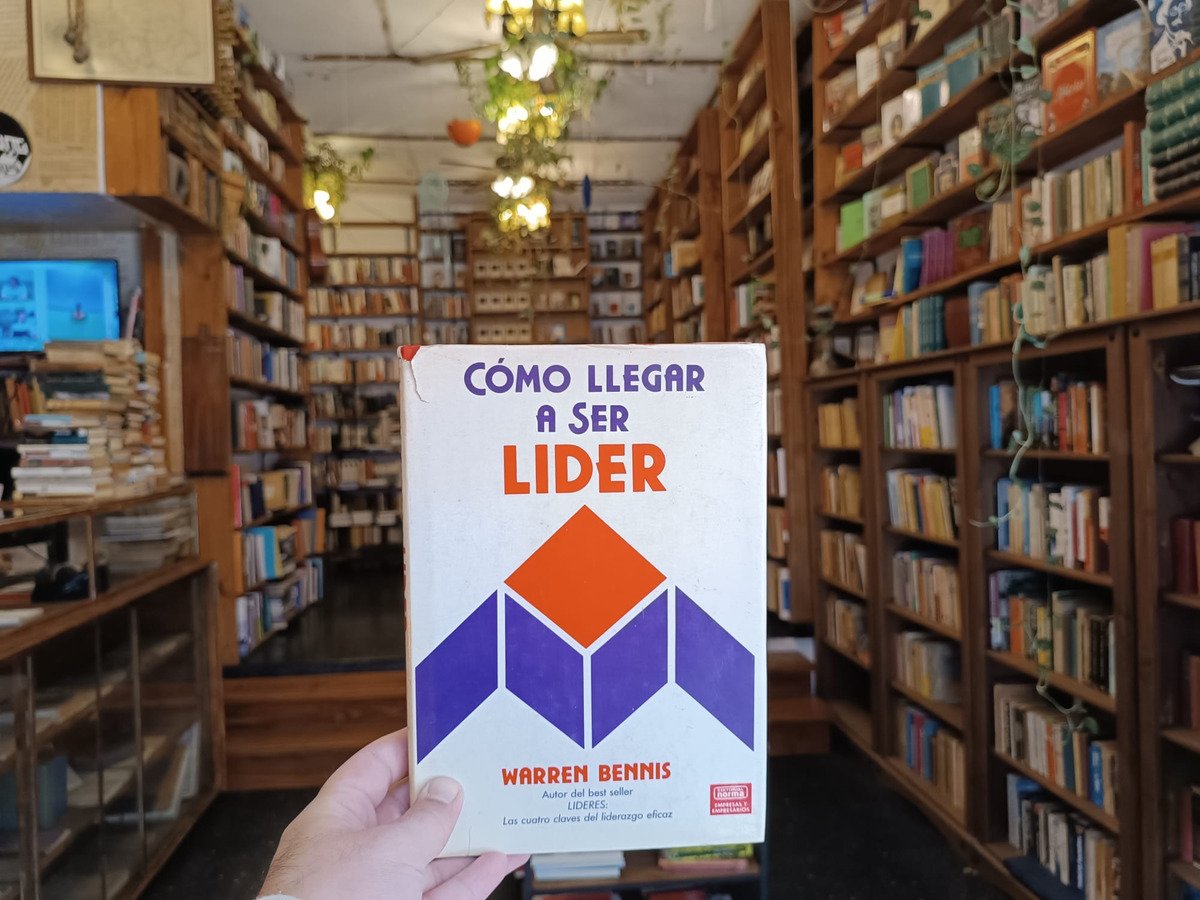 CÓMO LLEGAR
A SER
LIDER
WARREN BENNIS
Autor del best seller
LIDERES:
Las cuatro claves del liderazgo eficaz
EDITORIAL
norma
EMPRESAS Y
EMPRESARIOS